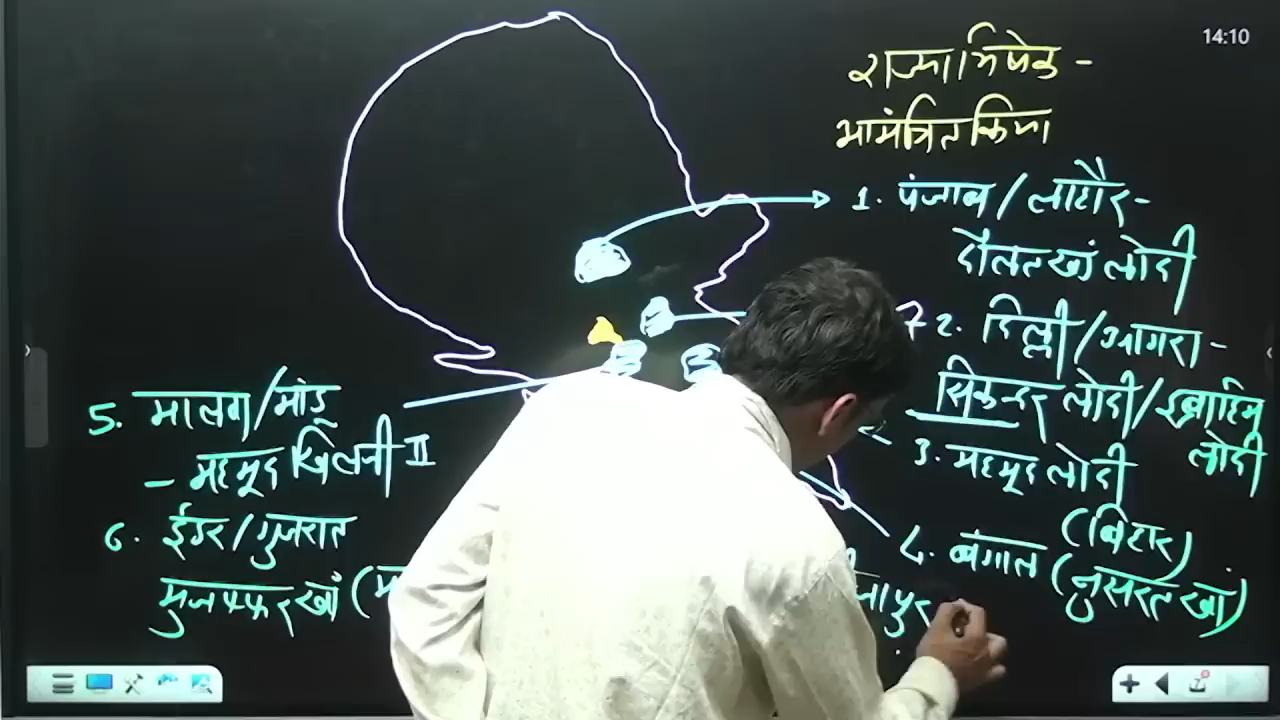 14:10
राज्याभिषेक -
आमंत्रित किया
1. पंजाब / लाहौर -
दौलत खां लोदी
2. दिल्ली / आगरा -
सिकन्दर लोदी / इब्राहिम
लोदी
3. महमूद लोदी
(बिहार)
4. बंगाल (नुसरत खां)
5. मालवा / मांडू
- महमूद खिलजी II
6. ईडर / गुजरात
मुजफ्फर खाँ (